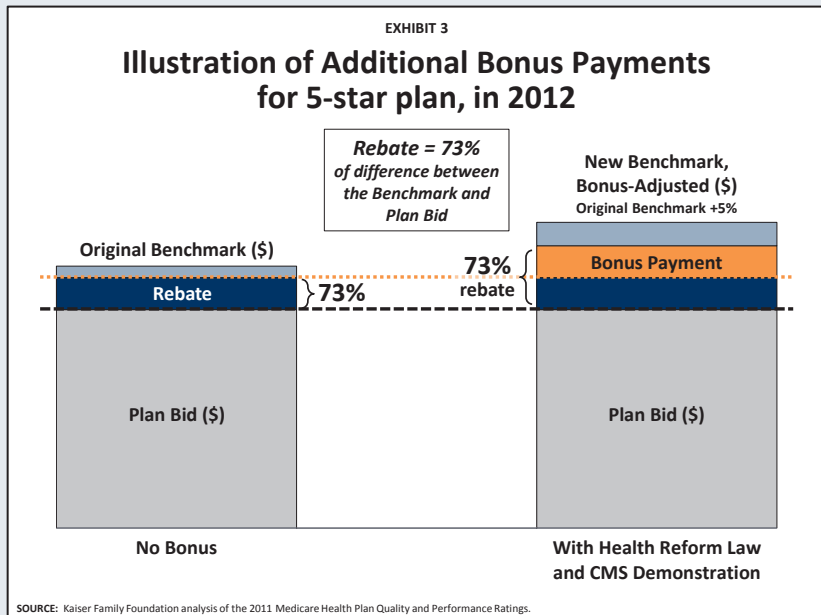 EXHIBIT 3
Illustration of Additional Bonus Payments
for 5-star plan, in 2012
Rebate = 73%
of difference between
the Benchmark and
Plan Bid
New Benchmark,
Bonus-Adjusted ($)
Original Benchmark +5%
Original Benchmark ($)
Rebate
73%
73%
rebate
Bonus Payment
Plan Bid ($)
Plan Bid ($)
No Bonus
With Health Reform Law
and CMS Demonstration
SOURCE: Kaiser Family Foundation analysis of the 2011 Medicare Health Plan Quality and Performance Ratings.